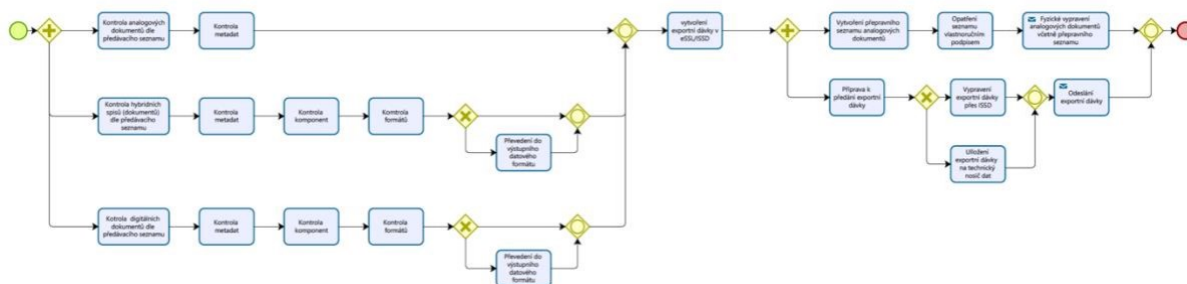 Kontrola analogových
dokumentů dle
předávacího seznamu
Kontrola
metadat
vytvoření
exportní dávky v
eSSL/ISSD
Vytvoření přepravního
seznamu analogových
dokumentů
Opatření
seznamu
vlastnoručním
podpisem
Fyzické vypravení
analogových dokumentů
včetně přepravního
seznamu
Kontrola hybridních
spisů (dokumentů)
dle předávacího
seznamu
Kontrola
metadat
Kontrola
komponent
Kontrola
formátů
Převedení do
výstupního
datového
formátu
Příprava k
předání exportní
dávky
Vypravení
exportní dávky
přes ISSD
Odeslání
exportní dávky
Uložení
exportní dávky
na technický
nosič dat
Kotrola digitálních
dokumentů dle
předávacího seznamu
Kontrola
metadat
Kontrola
komponent
Kontrola
formátů
Převedení do
výstupního
datového
formátu